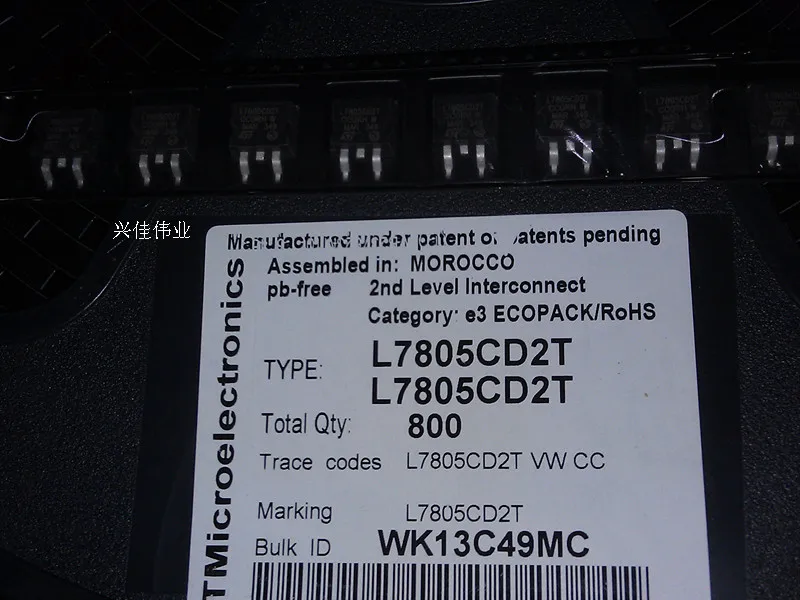 兴佳伟业
Manufactured under patent or patents pending
Assembled in: MOROCCO
pb-free 2nd Level Interconnect
Category: e3 ECOPACK/RoHS
TYPE: L7805CD2T
L7805CD2T
Total Qty: 800
Trace codes L7805CD2T VW CC
Marking L7805CD2T
Bulk ID WK13C49MC
TMicroelectronics